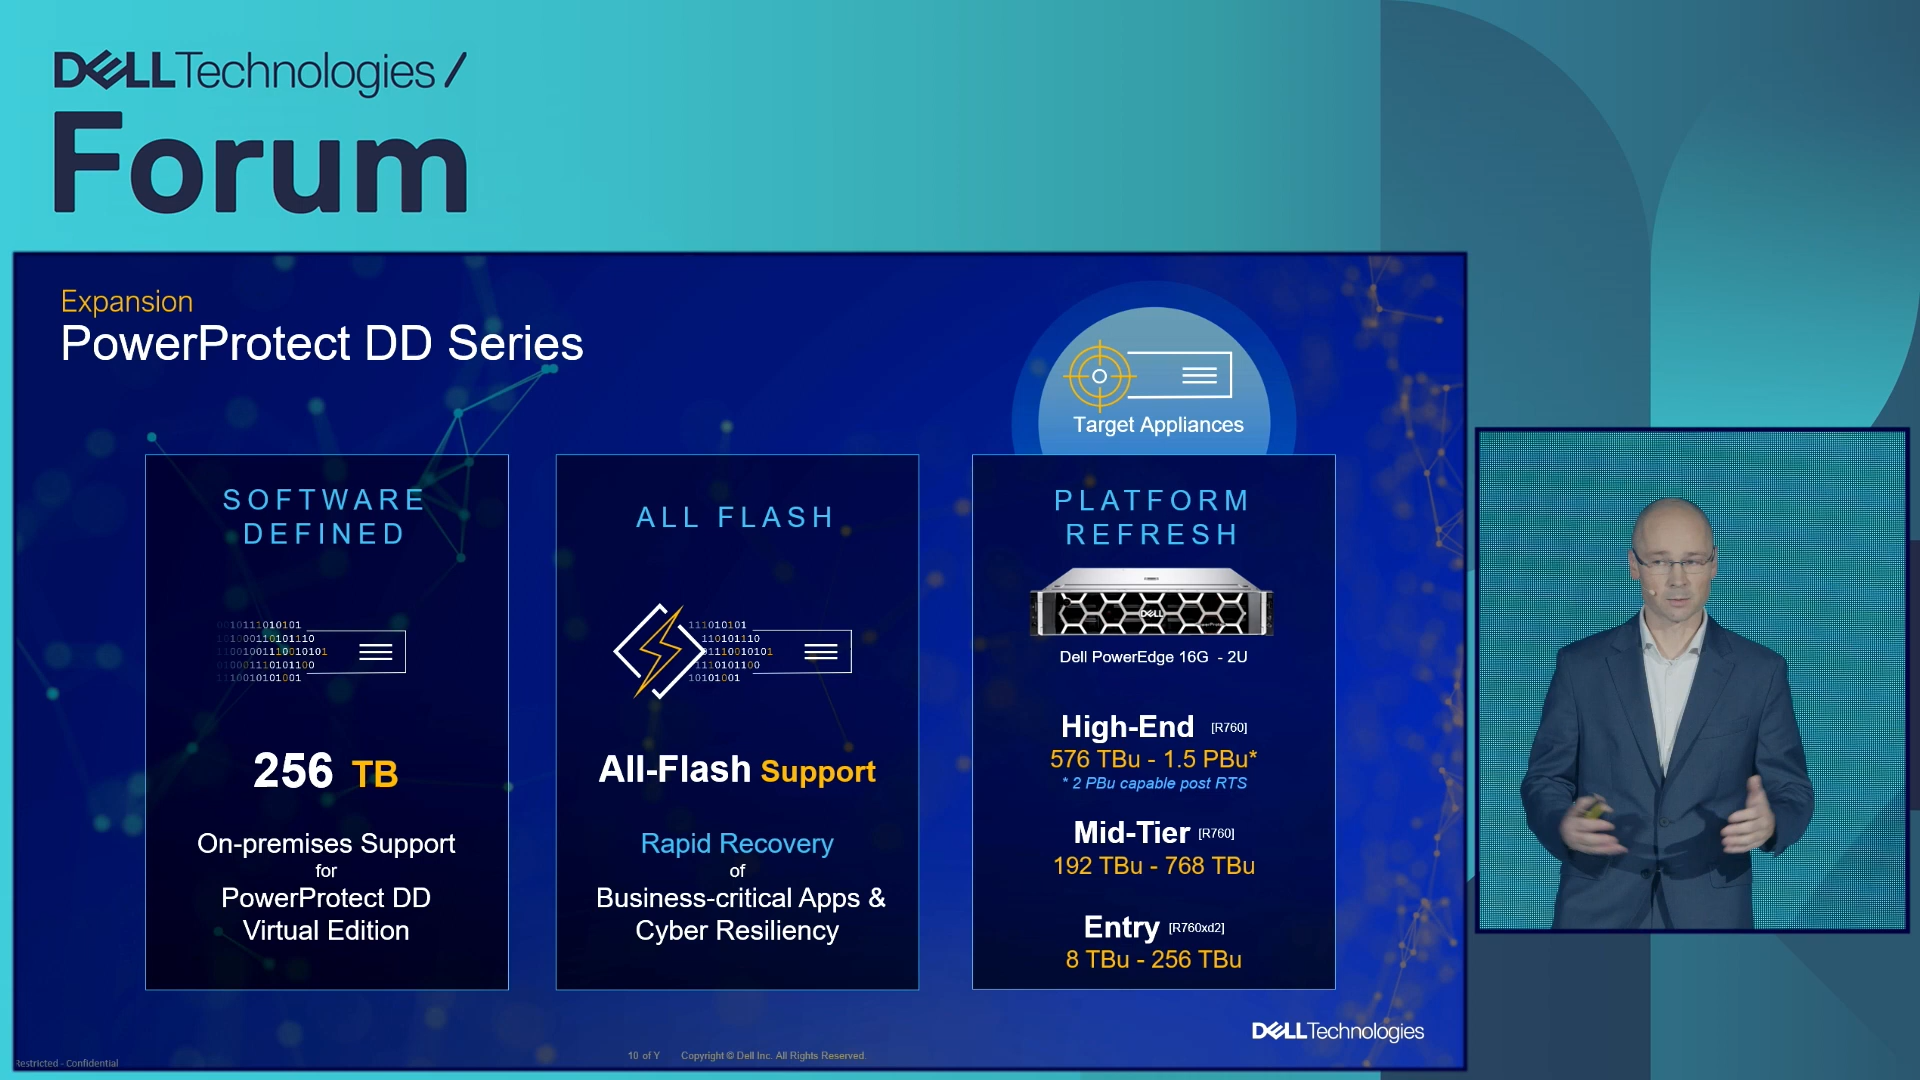 DELL Technologies /
Forum
Expansion
PowerProtect DD Series
Target Appliances
SOFTWARE
DEFINED
256 TB
On-premises Support
for
PowerProtect DD
Virtual Edition
ALL FLASH
All-Flash Support
Rapid Recovery
of
Business-critical Apps &
Cyber Resiliency
PLATFORM
REFRESH
DELL
Dell PowerEdge 16G - 2U
High-End [R760]
576 TBu - 1.5 PBu*
* 2 PBu capable post RTS
Mid-Tier [R760]
192 TBu - 768 TBu
Entry [R760xd2]
8 TBu - 256 TBu
DELL Technologies
10 of Y Copyright © Dell Inc. All Rights Reserved.
Restricted - Confidential